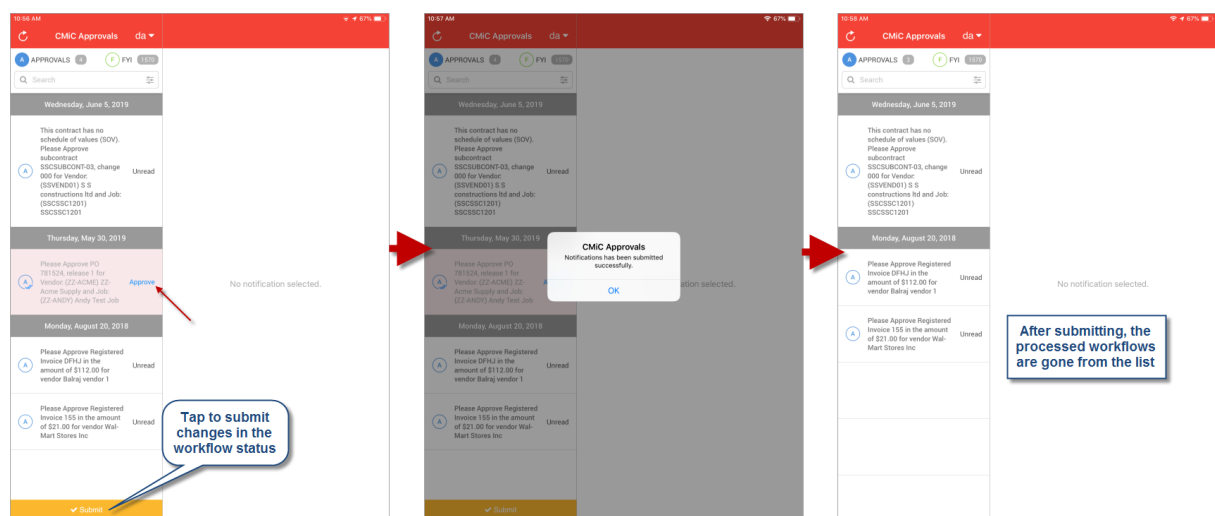 10:56 AM
67%
CMiC Approvals
da
A APPROVALS 4
F FYI 1570
Search
Wednesday, June 5, 2019
This contract has no
schedule of values (SOV).
Please Approve
subcontract
A SSCSUBCONT-03, change Unread
000 for Vendor:
(SSVEND01) S S
constructions ltd and Job:
(SSCSSC1201)
SSCSSC1201
Thursday, May 30, 2019
Please Approve PO
781524, release 1 for
A Vendor: (ZZ-ACME) ZZ- Approve
Acme Supply and Job:
(ZZ-ANDY) Andy Test Job
Monday, August 20, 2018
Please Approve Registered
A Invoice DFHJ in the Unread
amount of $112.00 for
vendor Balraj vendor 1
Please Approve Registered
A Invoice 155 in the amount Unread
of $21.00 for vendor Wal-
Mart Stores Inc
Submit
No notification selected.
Tap to submit
changes in the
workflow status
10:57 AM
67%
CMiC Approvals
da
A APPROVALS
F FYI 1570
Search
Wednesday, June 5, 2019
This contract has no
schedule of values (SOV).
Please Approve
subcontract
A SSCSUBCONT-03, change Unread
000 for Vendor:
(SSVEND01) S S
constructions ltd and Job:
(SSCSSC1201)
SSCSSC1201
Thursday, May 30, 2019
Please Approve PO
781524, release 1 for
A Vendor: (ZZ-ACME) ZZ- A
Acme Supply and Job:
(ZZ-ANDY) Andy Test Job
Monday, August 20, 2018
Please Approve Registered
A Invoice DFHJ in the Unread
amount of $112.00 for
vendor Balraj vendor 1
Please Approve Registered
A Invoice 155 in the amount Unread
of $21.00 for vendor Wal-
Mart Stores Inc
Submit
CMiC Approvals
Notifications has been submitted
successfully.
OK
ation selected.
10:58 AM
67%
CMiC Approvals
da
A APPROVALS
F FYI 1570
Search
Wednesday, June 5, 2019
This contract has no
schedule of values (SOV).
Please Approve
subcontract
A SSCSUBCONT-03, change Unread
000 for Vendor:
(SSVEND01) S S
constructions ltd and Job:
(SSCSSC1201)
SSCSSC1201
Monday, August 20, 2018
Please Approve Registered
A Invoice DFHJ in the Unread
amount of $112.00 for
vendor Balraj vendor 1
Please Approve Registered
A Invoice 155 in the amount Unread
of $21.00 for vendor Wal-
Mart Stores Inc
No notification selected.
After submitting, the
processed workflows
are gone from the list